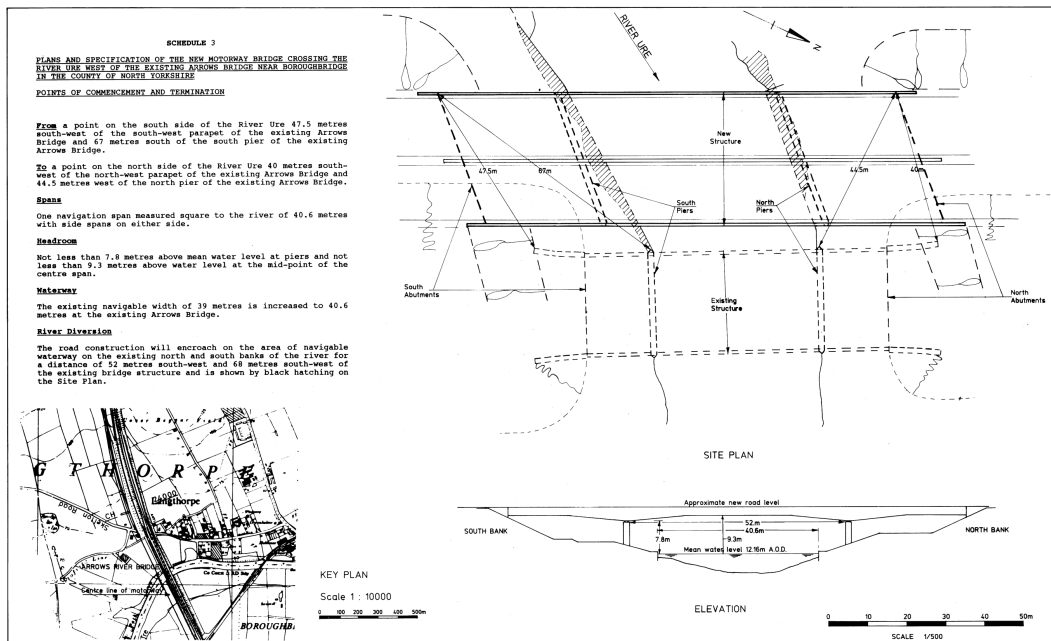 SCHEDULE 3
PLANS AND SPECIFICATION OF THE NEW MOTORWAY BRIDGE CROSSING THE
RIVER URE WEST OF THE EXISTING ARROWS BRIDGE NEAR BOROUGHBRIDGE
IN THE COUNTY OF NORTH YORKSHIRE
POINTS OF COMMENCEMENT AND TERMINATION
From a point on the south side of the River Ure 47.5 metres
south-west of the south-west parapet of the existing Arrows
Bridge and 67 metres south of the south pier of the existing
Arrows Bridge.
To a point on the north side of the River Ure 40 metres south-
west of the north-west parapet of the existing Arrows Bridge and
44.5 metres west of the north pier of the existing Arrows Bridge.
Spans
One navigation span measured square to the river of 40.6 metres
with side spans on either side.
Headroom
Not less than 7.8 metres above mean water level at piers and not
less than 9.3 metres above water level at the mid-point of the
centre span.
Waterway
The existing navigable width of 39 metres is increased to 40.6
metres at the existing Arrows Bridge.
River Diversion
The road construction will encroach on the area of navigable
waterway on the existing north and south banks of the river for
a distance of 52 metres south-west and 68 metres south-west of
the existing bridge structure and is shown by black hatching on
the Site Plan.
RIVER URE
N
New
Structure
47.5m
67m
44.5m
40m
South
Piers
North
Piers
South
Abutments
Existing
Structure
North
Abutments
SITE PLAN
GTHORPE
Langthorpe
Skelton Road
ARROWS RIVER BRIDGE
Centre line of motorway
BOROUGHB
KEY PLAN
Scale 1 : 10000
0 100 200 300 400 500m
Approximate new road level
SOUTH BANK
NORTH BANK
52.m
40.6m
7.8m
9.3m
Mean water level 12.16m A.O.D.
ELEVATION
0 10 20 30 40 50m
SCALE 1/500